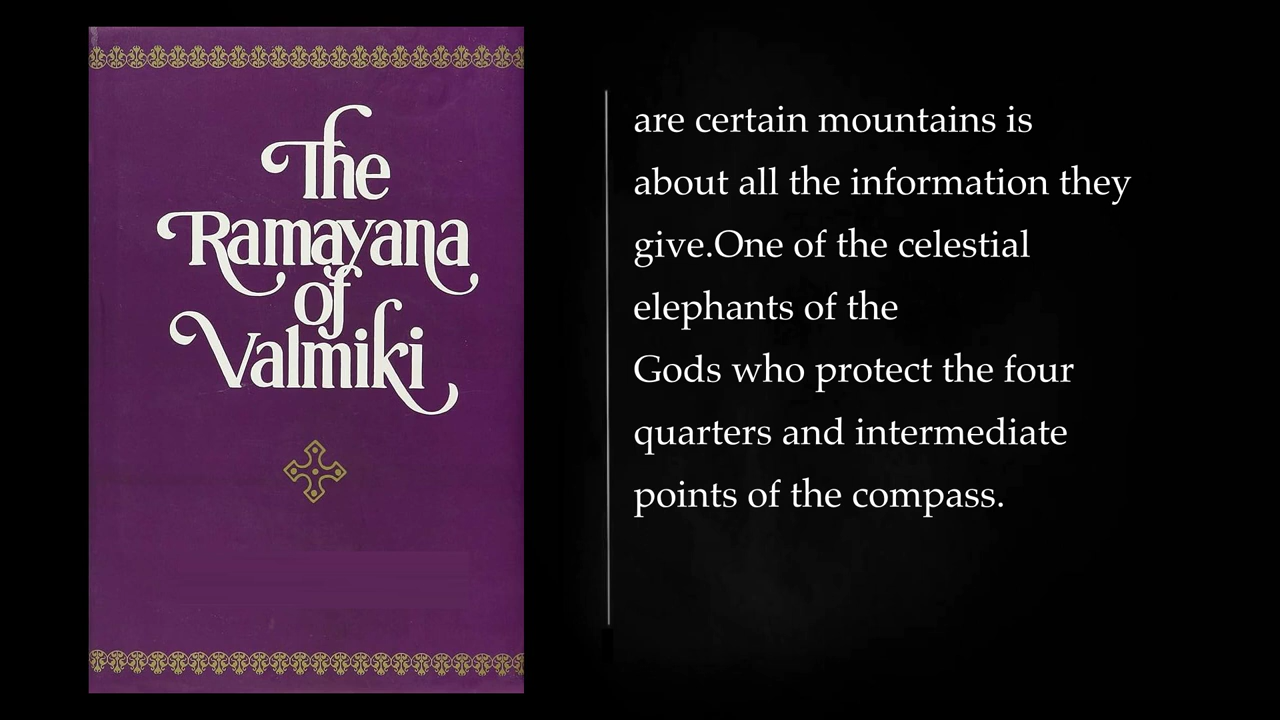 The
Ramayana
of
Valmiki
are certain mountains is
about all the information they
give.One of the celestial
elephants of the
Gods who protect the four
quarters and intermediate
points of the compass.